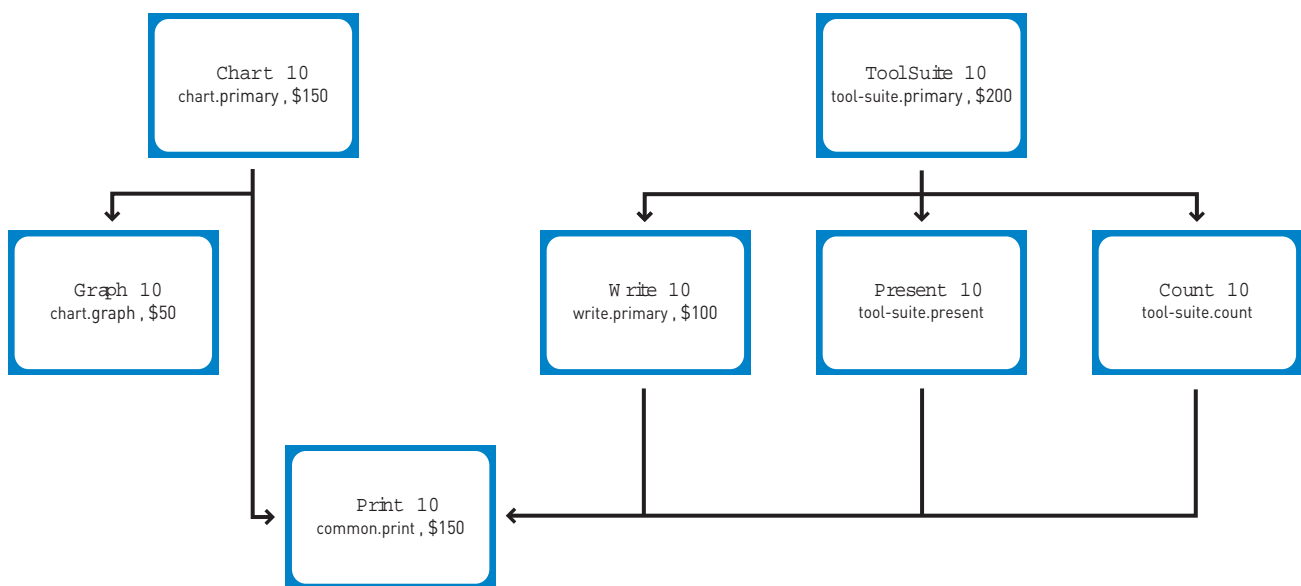 Chart 10
chart.primary , $150
ToolSuite 10
tool-suite.primary , $200
Graph 10
chart.graph , $50
Write 10
write.primary , $100
Present 10
tool-suite.present
Count 10
tool-suite.count
Print 10
common.print , $150